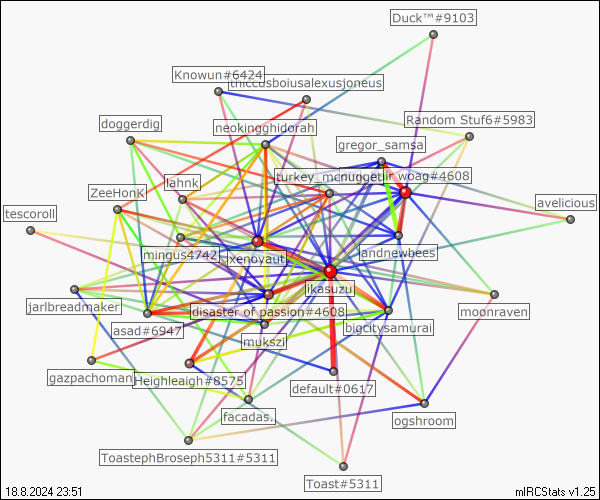 Duck™#9103
Knowun#6424
thiccusboiusalexusjoneus
doggerdig
neokingghidorah
Random Stuf6#5983
gregor_samsa
lahnk
turkey_mcnugget
lir_woag#4608
ZeeHonk
tescoroll
avelicious
mingus4742
xenoyaut
andnewbees
ikasuzu
jarlbreadmaker
disaster of passion#4608
moonraven
asad#6947
mukszi
bigcitysamurai
gazpachoman
Heighleaigh#8575
default#0617
facadas.
ogshroom
ToastephBroseph5311#5311
Toast#5311
18.8.2024 23:51
mIRCStats v1.25